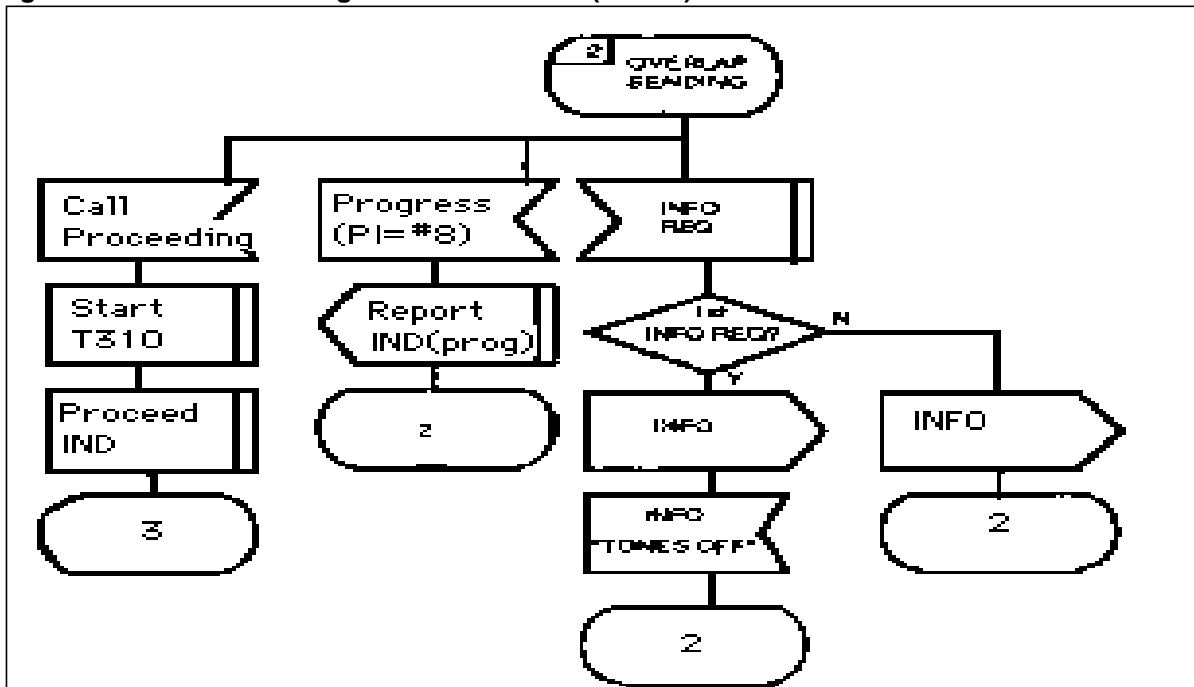 2
OVERLAP
SENDING
Call
Proceeding
Progress
(PI=#8)
INFO
REQ
Start
T310
Report
IND(prog)
1st
INFO REQ?
N
Y
Proceed
IND
2
INFO
INFO
3
INFO
"TONES OFF"
2
2